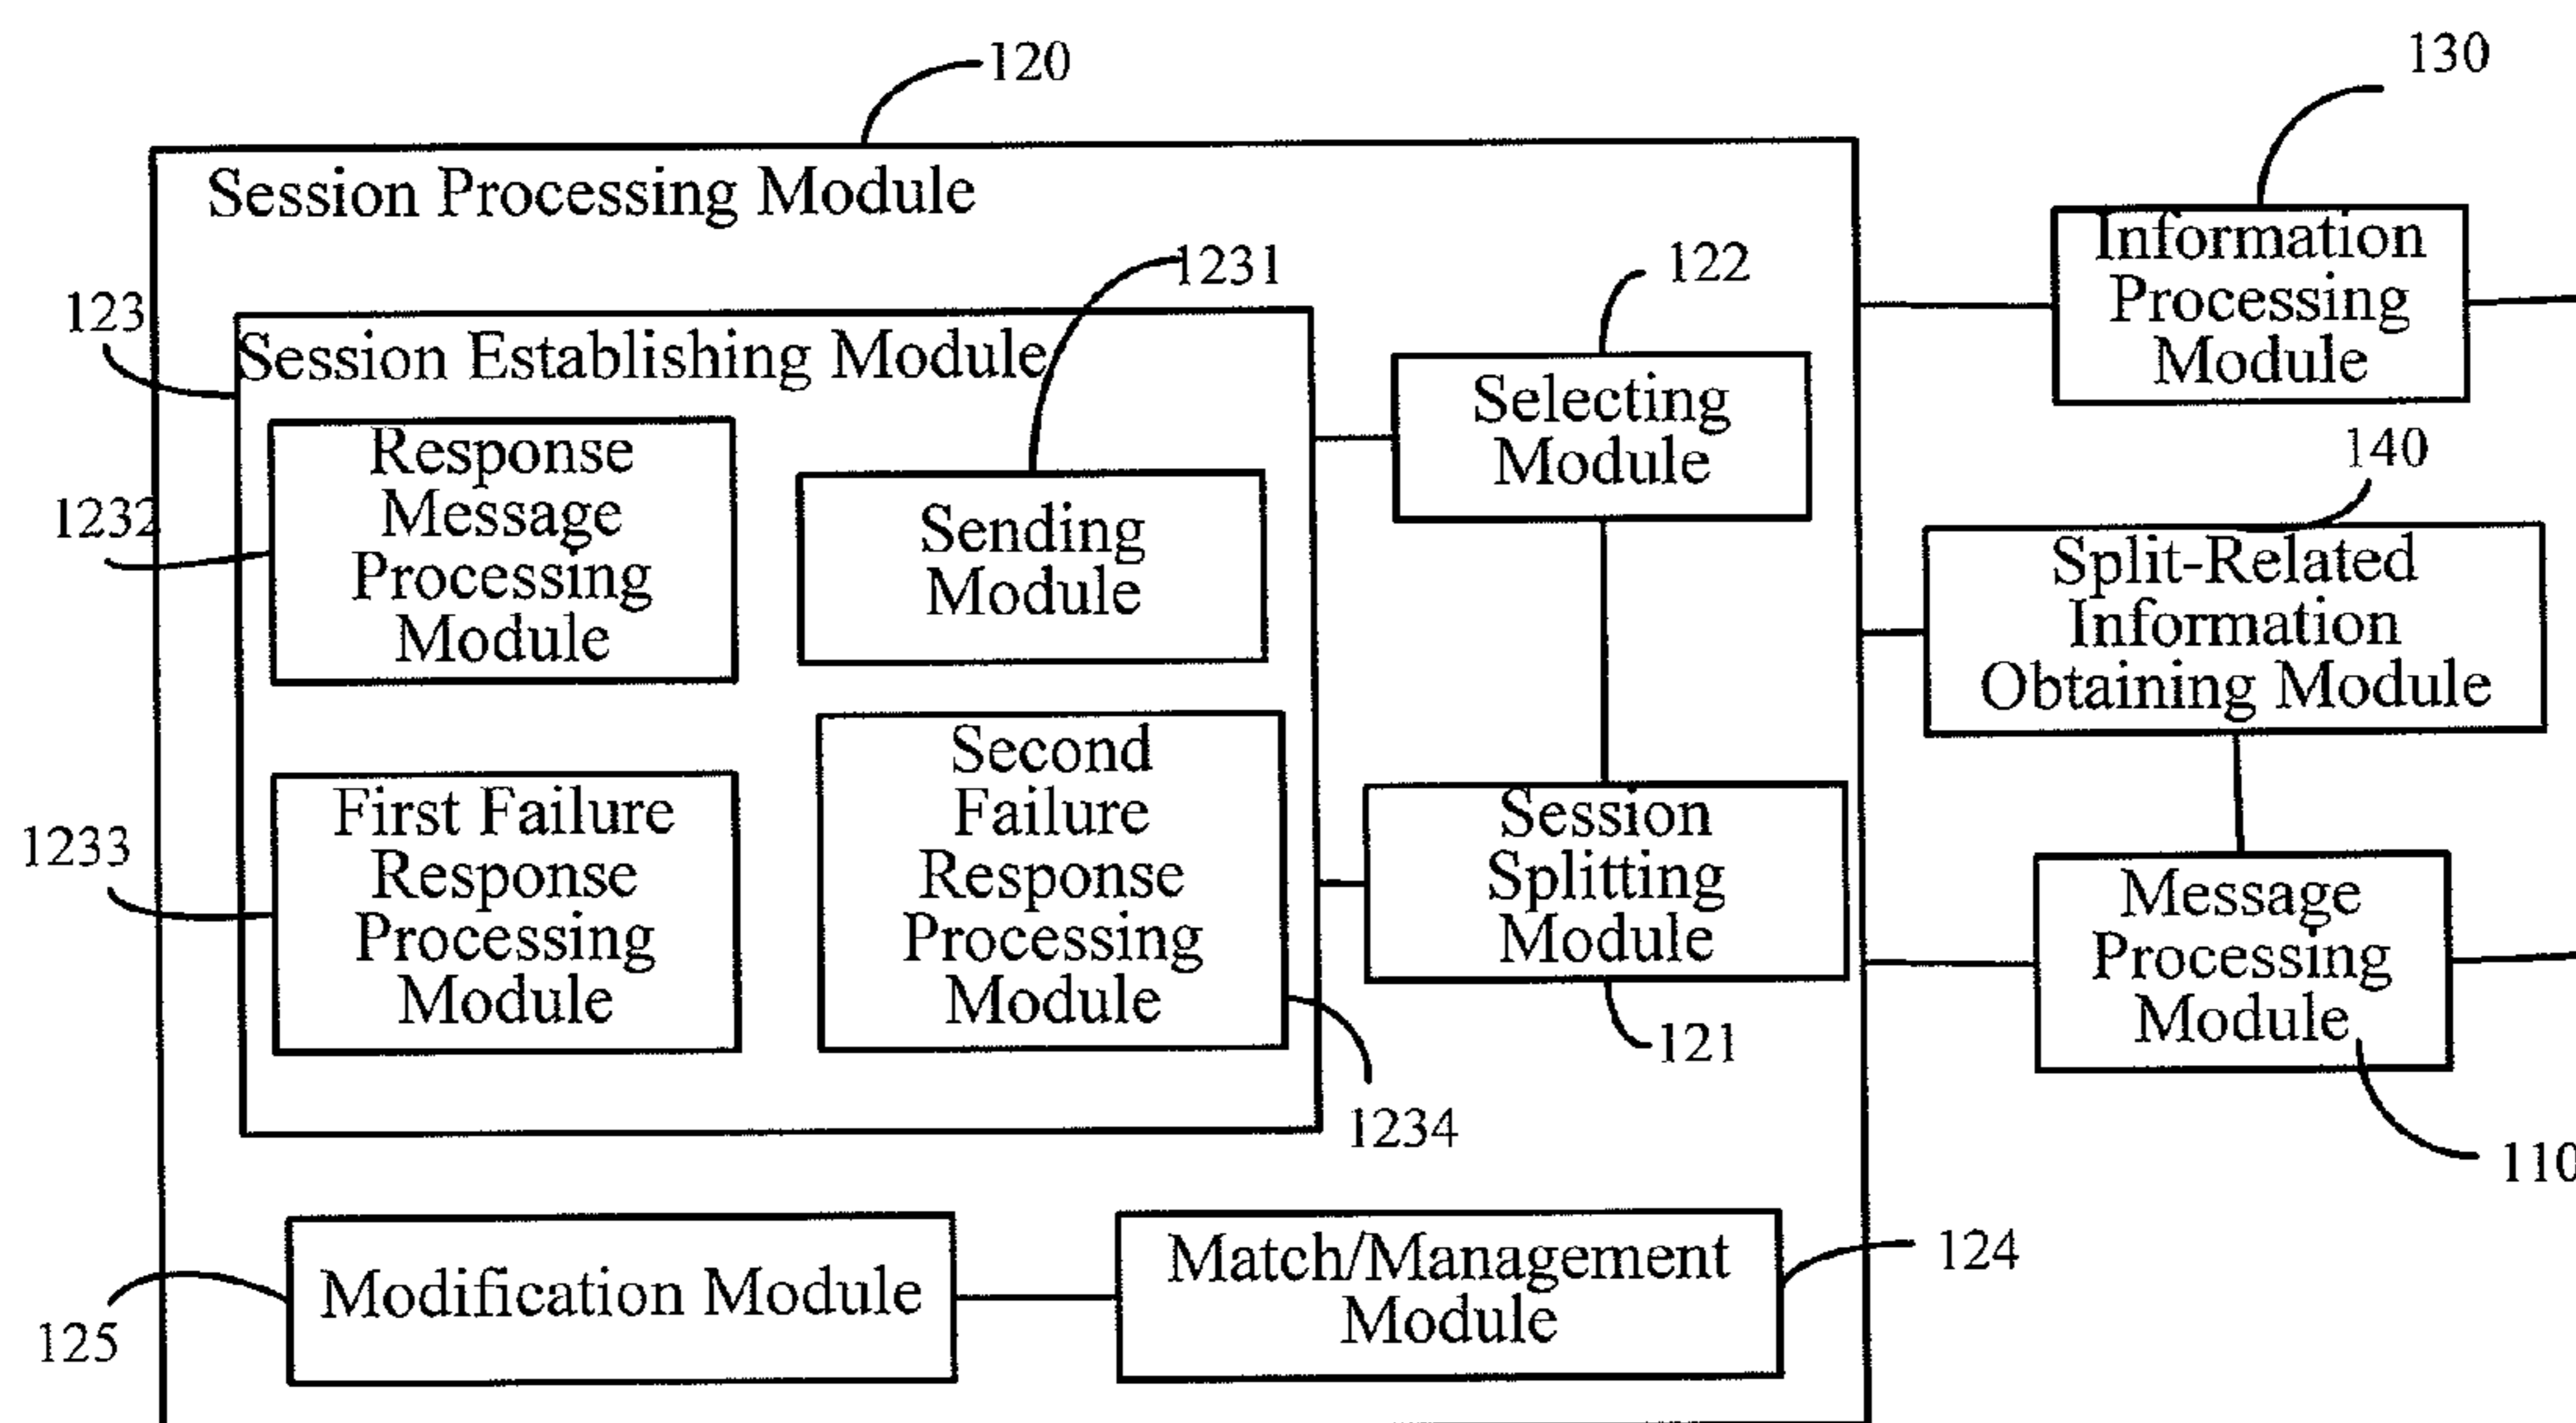 120
130
Session Processing Module
Information
Processing
Module
1231
122
123
Session Establishing Module
Selecting
Module
140
Response
Message
Processing
Module
1232
Sending
Module
Split-Related
Information
Obtaining Module
Second
Failure
Response
Processing
Module
First Failure
Response
Processing
Module
1233
Session
Splitting
Module
Message
Processing
Module
121
1234
110
Modification Module
Match/Management
Module
124
125